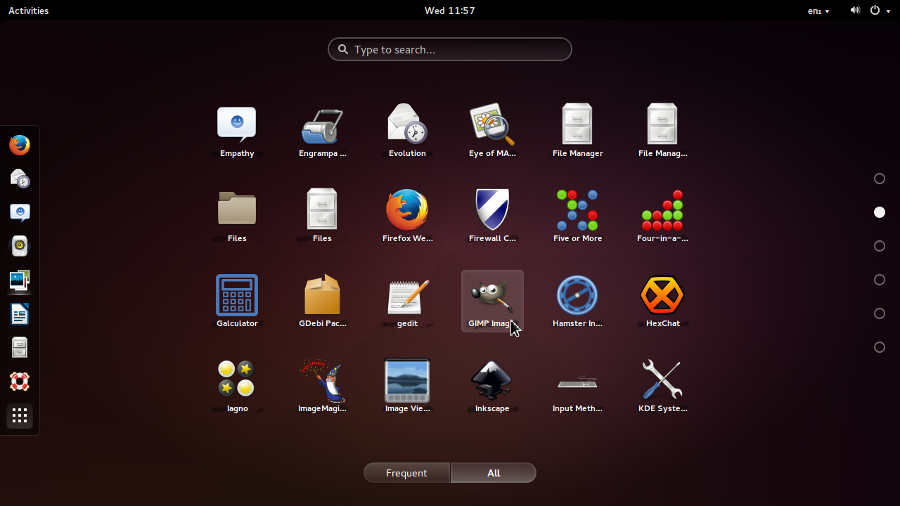 Activities
Wed 11:57
en₁
Type to search...
Empathy
Engrampa ...
Evolution
Eye of MA...
File Manager
File Manag...
Files
Files
Firefox We...
Firewall C...
Five or More
Four-in-a-...
Galculator
GDebi Pac...
gedit
GIMP Imag...
Hamster In...
HexChat
Iagno
ImageMagi...
Image Vie...
Inkscape
Input Meth...
KDE Syste...
Frequent
All